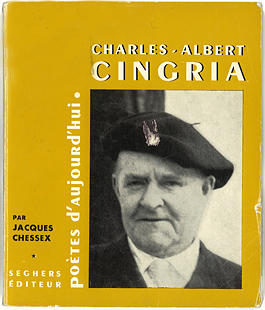 CHARLES-ALBERT
CINGRIA
POÈTES d'aujourd'hui •
PAR
JACQUES
CHESSEX
★
SEGHERS
ÉDITEUR